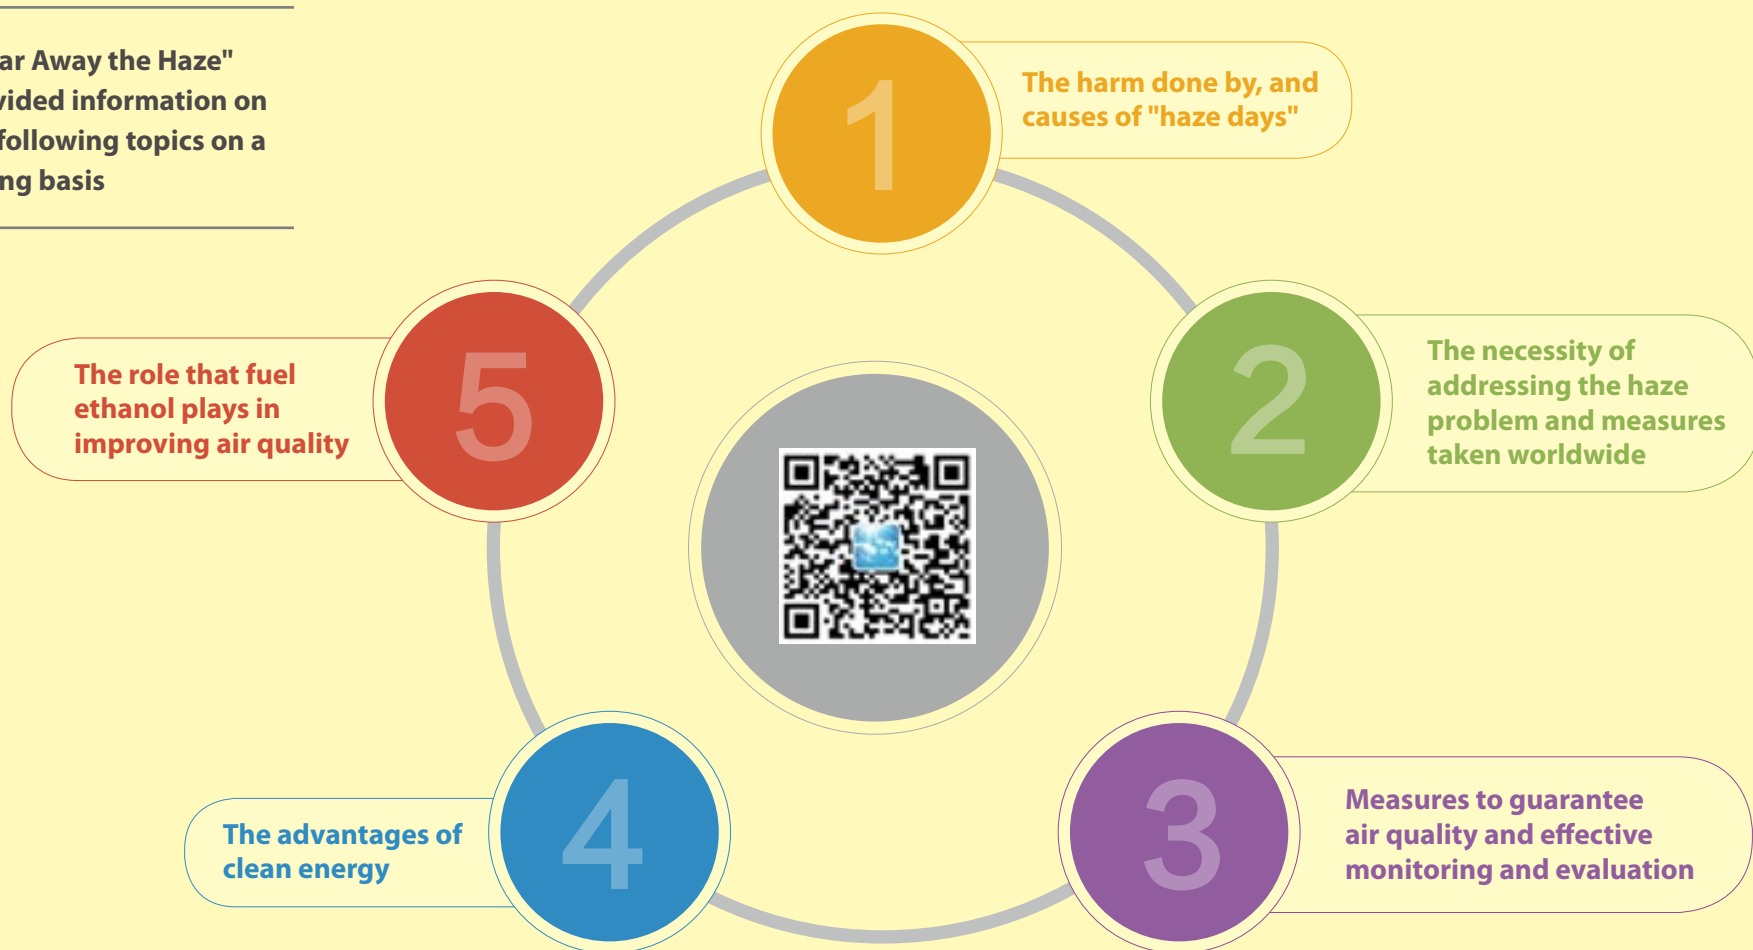 ar Away the Haze"
vided information on
following topics on a
ng basis
1
The harm done by, and
causes of "haze days"
2
The necessity of
addressing the haze
problem and measures
taken worldwide
3
Measures to guarantee
air quality and effective
monitoring and evaluation
4
The advantages of
clean energy
5
The role that fuel
ethanol plays in
improving air quality